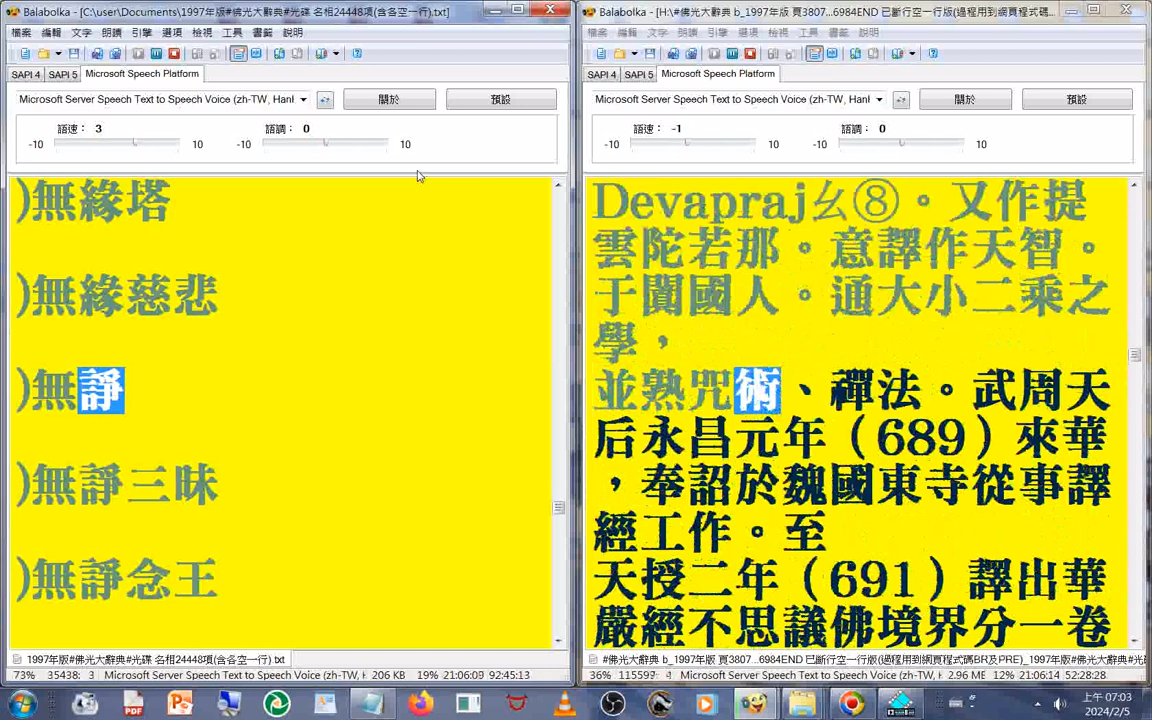 Balabolka - [C:\user\Documents\1997年版#佛光大辭典#光碟 名相24448項(含各空一行).txt]
檔案 編輯 文字 朗讀 引擎 選項 檢視 工具 書籤 說明
SAPI 4 SAPI 5 Microsoft Speech Platform
Microsoft Server Speech Text to Speech Voice (zh-TW, Hanl
關於 預設
語速： 3 語調： 0
-10 10 -10 10
)無緣塔
)無緣慈悲
)無諍
)無諍三昧
)無諍念王
1997年版#佛光大辭典#光碟 名相24448項(含各空一行).txt
73% 35438: 3 Microsoft Server Speech Text to Speech Voice (zh-TW, H 206 KB 19% 21:06:09 92:45:13
Balabolka - [H:\#佛光大辭典 b_1997年版 頁3807...6984END 已斷行空一行版(過程用到網頁程式碼
檔案 編輯 文字 朗讀 引擎 選項 檢視 工具 書籤 說明
SAPI 4 SAPI 5 Microsoft Speech Platform
Microsoft Server Speech Text to Speech Voice (zh-TW, Hanl
關於 預設
語速： -1 語調： 0
-10 10 -10 10
Devaprajㄠ⑧。又作提
雲陀若那。意譯作天智。
于闐國人。通大小二乘之
學，
並熟咒術、禪法。武周天
后永昌元年（689）來華
，奉詔於魏國東寺從事譯
經工作。至
天授二年（691）譯出華
嚴經不思議佛境界分一卷
#佛光大辭典 b_1997年版 頁3807...6984END 已斷行空一行版(過程用到網頁程式碼BR及PRE)_1997年版#光
36% 115597: Microsoft Server Speech Text to Speech Voice (zh-TW, H 2.96 ME 12% 21:06:14 52:28:28
上午 07:03
2024/2/5